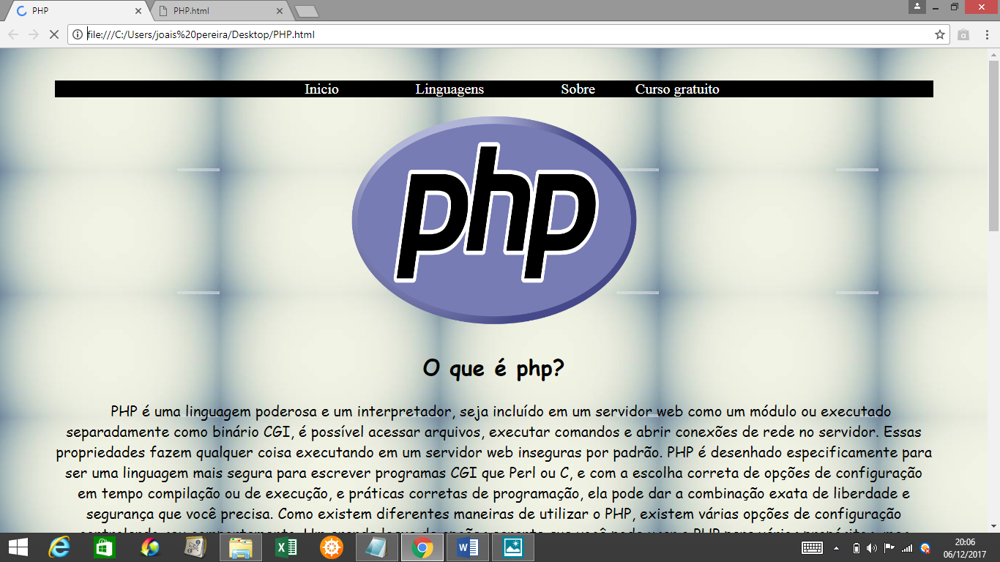 PHP
PHP.html
file:///C:/Users/joais%20pereira/Desktop/PHP.html
Inicio Linguagens Sobre Curso gratuito
php
O que é php?
PHP é uma linguagem poderosa e um interpretador, seja incluído em um servidor web como um módulo ou executado
separadamente como binário CGI, é possível acessar arquivos, executar comandos e abrir conexões de rede no servidor. Essas
propriedades fazem qualquer coisa executando em um servidor web inseguras por padrão. PHP é desenhado especificamente para
ser uma linguagem mais segura para escrever programas CGI que Perl ou C, e com a escolha correta de opções de configuração
em tempo compilação ou de execução, e práticas corretas de programação, ela pode dar a combinação exata de liberdade e
segurança que você precisa. Como existem diferentes maneiras de utilizar o PHP, existem várias opções de configuração
20:06
06/12/2017